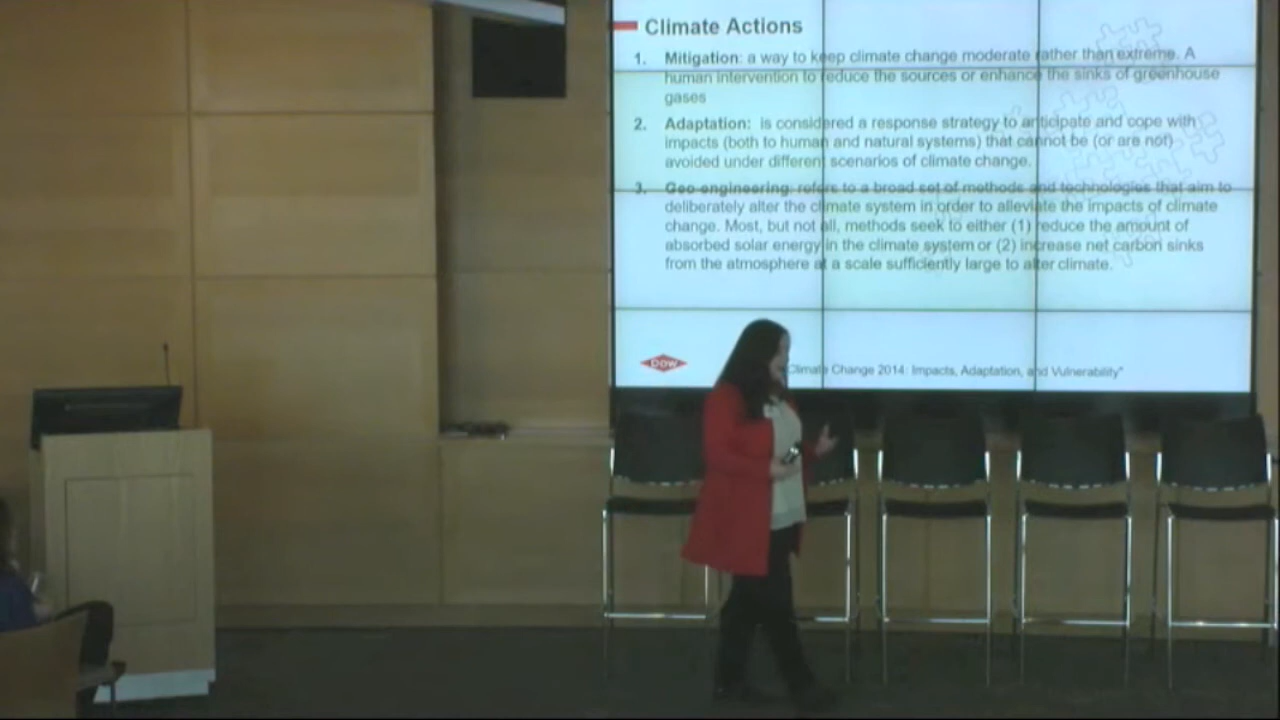 Climate Actions
1. Mitigation: a way to keep climate change moderate rather than extreme. A
human intervention to reduce the sources or enhance the sinks of greenhouse
gases
2. Adaptation: is considered a response strategy to anticipate and cope with
impacts (both to human and natural systems) that cannot be (or are not)
avoided under different scenarios of climate change.
3. Geo-engineering: refers to a broad set of methods and technologies that aim to
deliberately alter the climate system in order to alleviate the impacts of climate
change. Most, but not all, methods seek to either (1) reduce the amount of
absorbed solar energy in the climate system or (2) increase net carbon sinks
from the atmosphere at a scale sufficiently large to alter climate.
Dow
Climate Change 2014: Impacts, Adaptation, and Vulnerability"